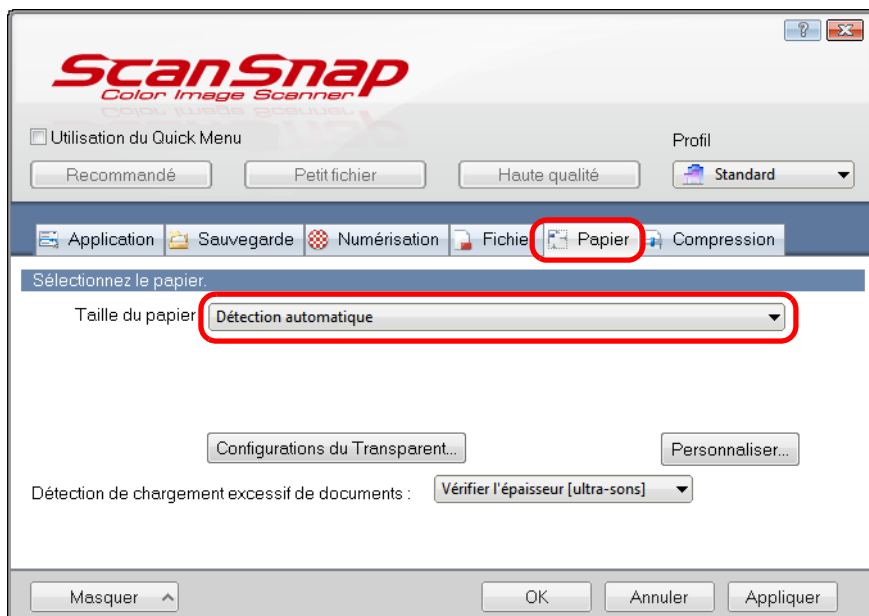 ScanSnap
Color Image Scanner
Utilisation du Quick Menu
Profil
Recommandé
Petit fichier
Haute qualité
Standard
Application
Sauvegarde
Numérisation
Fichie
Papier
Compression
Sélectionnez le papier.
Taille du papier
Détection automatique
Configurations du Transparent...
Personnaliser...
Détection de chargement excessif de documents :
Vérifier l'épaisseur [ultra-sons]
Masquer
OK
Annuler
Appliquer